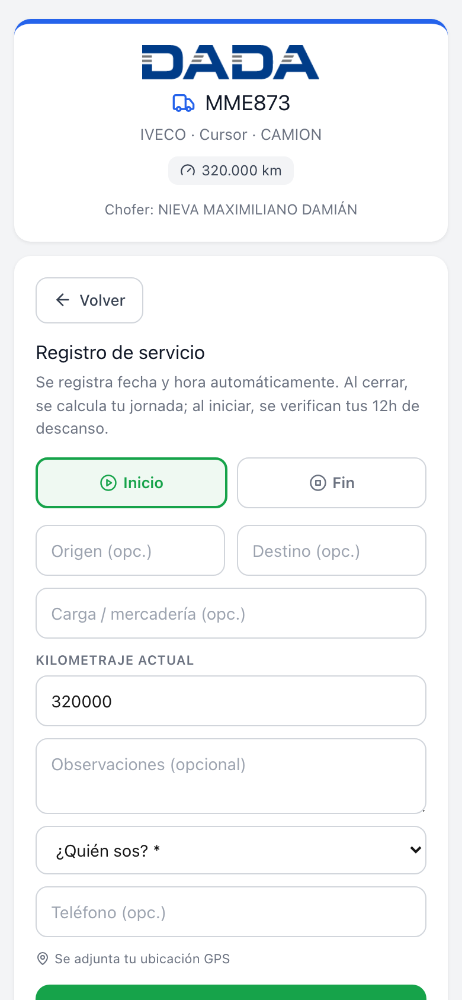 DADA
MME873
IVECO · Cursor · CAMION
320.000 km
Chofer: NIEVA MAXIMILIANO DAMIÁN
Volver
Registro de servicio
Se registra fecha y hora automáticamente. Al cerrar,
se calcula tu jornada; al iniciar, se verifican tus 12h de
descanso.
Inicio
Fin
Origen (opc.)
Destino (opc.)
Carga / mercadería (opc.)
KILOMETRAJE ACTUAL
320000
Observaciones (opcional)
¿Quién sos? *
Teléfono (opc.)
Se adjunta tu ubicación GPS